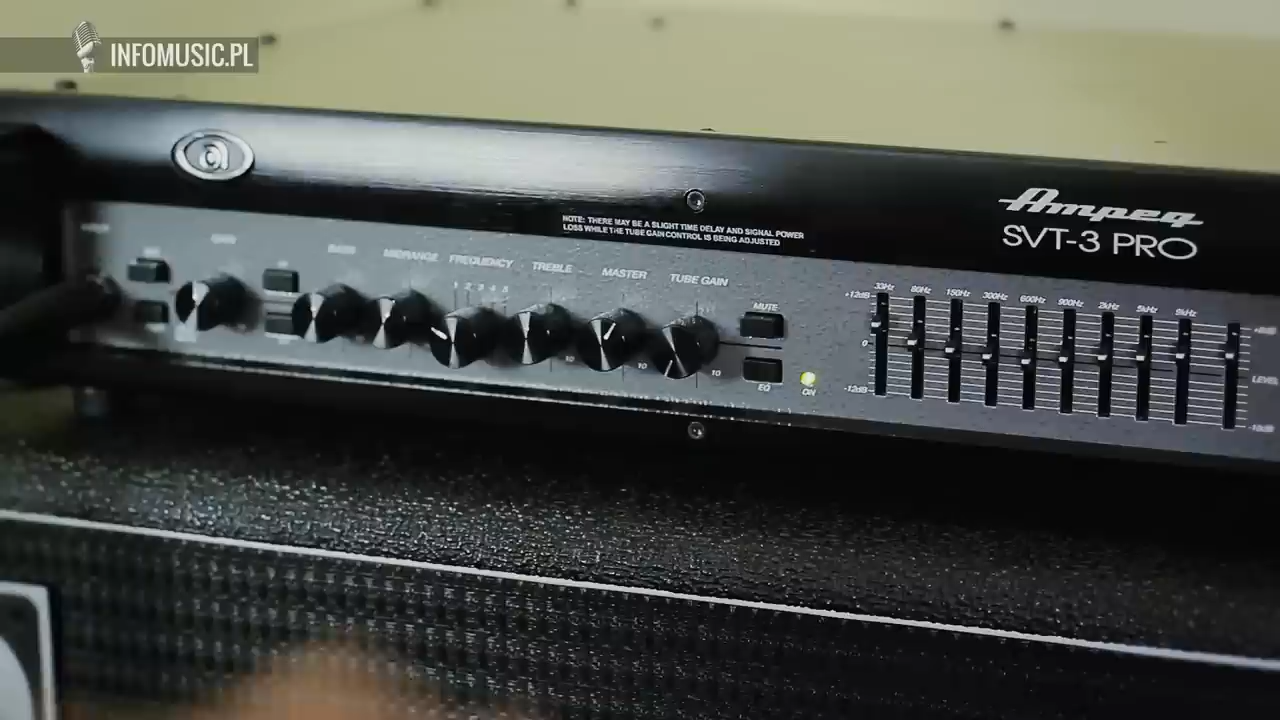 INFOMUSIC.PL
a
Ampeg
SVT-3 PRO
NOTE: THERE MAY BE A SLIGHT TIME DELAY AND SIGNAL POWER
LOSS WHILE THE TUBE GAIN CONTROL IS BEING ADJUSTED
GAIN BASS MIDRANGE FREQUENCY TREBLE MASTER TUBE GAIN
1 2 3 4 5
10 10 10
MUTE
EQ
ON
33Hz 80Hz 150Hz 300Hz 600Hz 900Hz 2kHz 5kHz 8kHz
+12dB
0
-12dB
LEVEL